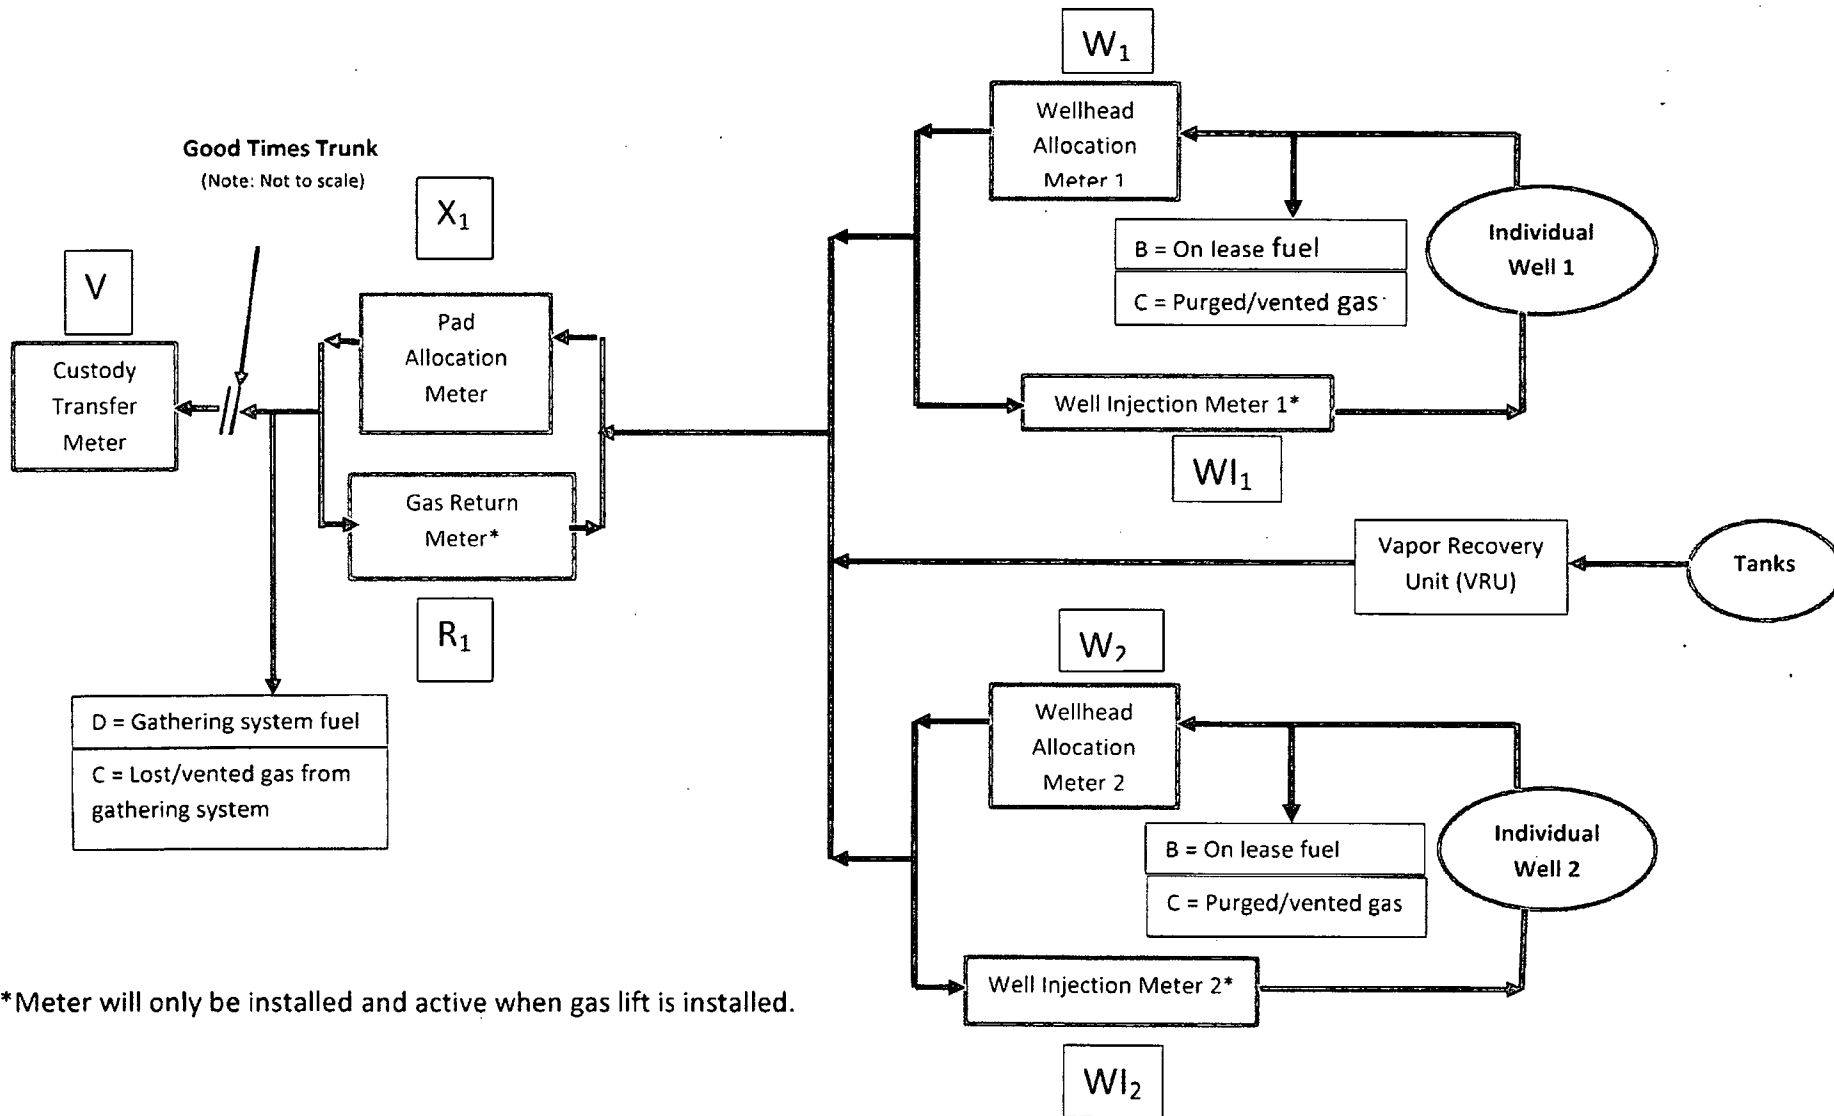 W₁
Wellhead
Allocation
Meter 1
Good Times Trunk
(Note: Not to scale)
X₁
B = On lease fuel
C = Purged/vented gas
Individual
Well 1
V
Pad
Allocation
Meter
Custody
Transfer
Meter
Well Injection Meter 1*
WI₁
Gas Return
Meter*
R₁
Vapor Recovery
Unit (VRU)
Tanks
W₂
Wellhead
Allocation
Meter 2
D = Gathering system fuel
C = Lost/vented gas from
gathering system
B = On lease fuel
C = Purged/vented gas
Individual
Well 2
Well Injection Meter 2*
*Meter will only be installed and active when gas lift is installed.
WI₂